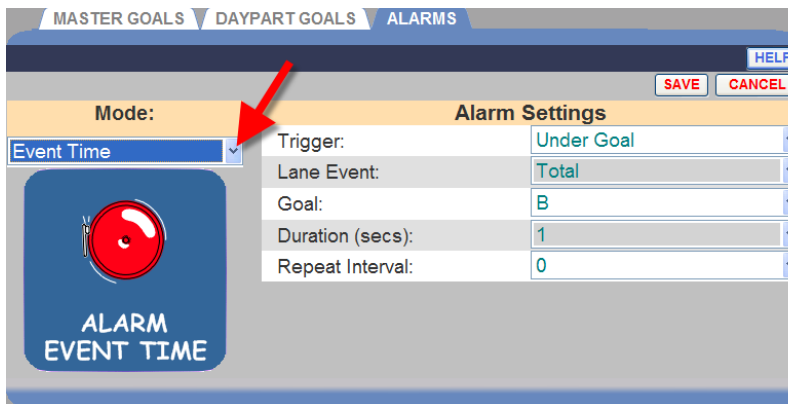 MASTER GOALS DAYPART GOALS ALARMS
HELP
SAVE CANCEL
Mode: Alarm Settings
Event Time
Trigger: Under Goal
Lane Event: Total
Goal: B
Duration (secs): 1
Repeat Interval: 0
ALARM
EVENT TIME